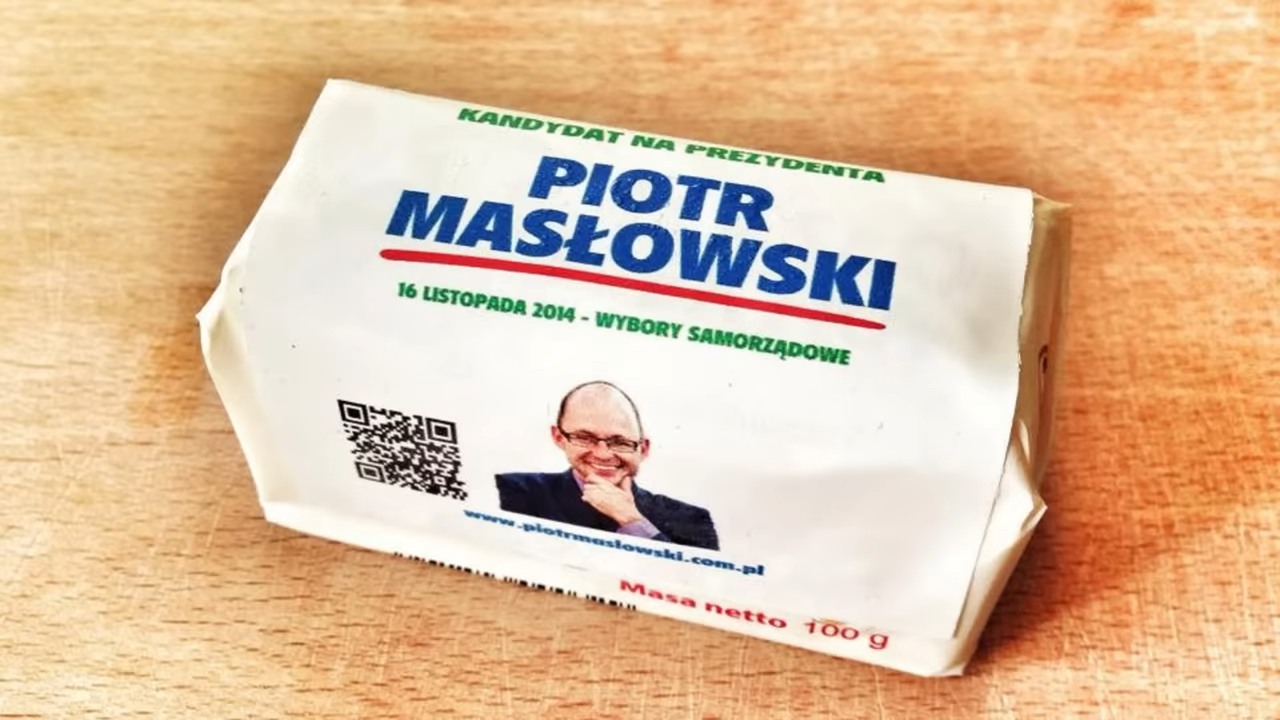 KANDYDAT NA PREZYDENTA
PIOTR
MASŁOWSKI
16 LISTOPADA 2014 - WYBORY SAMORZĄDOWE
www.piotrmaslowski.com.pl
Masa netto 100 g